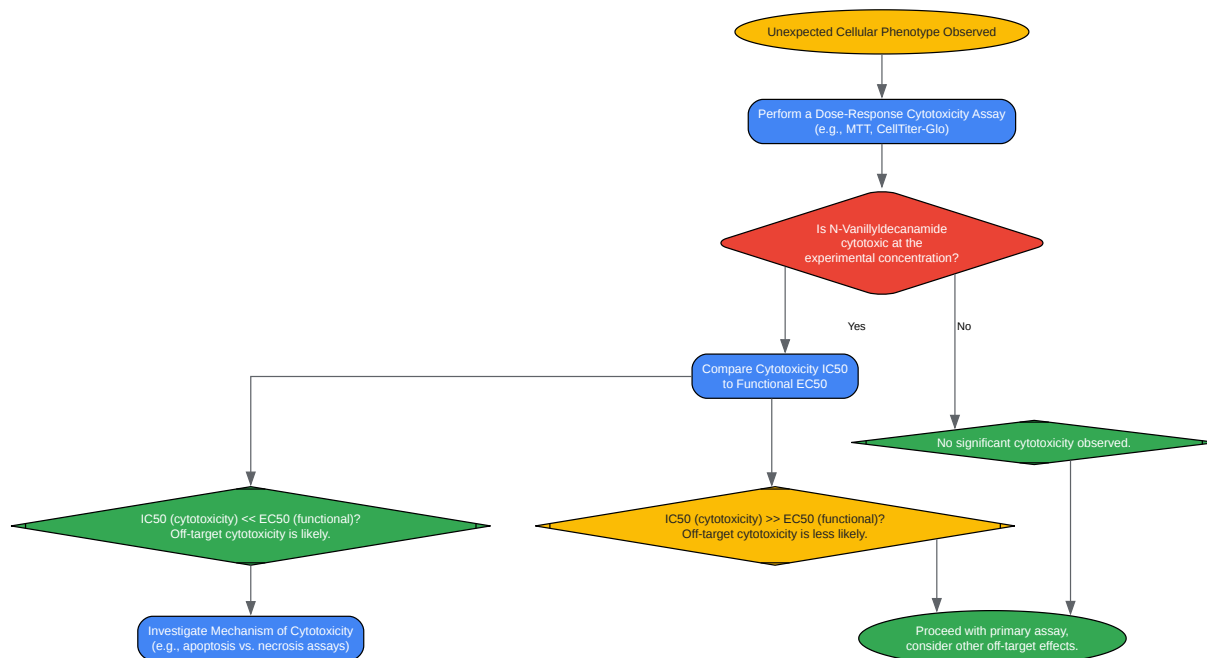 Unexpected Cellular Phenotype Observed
Perform a Dose-Response Cytotoxicity Assay
(e.g., MTT, CellTiter-Glo)
Is N-Vanillyldecanamide
cytotoxic at the
experimental concentration?
Yes
No
Compare Cytotoxicity IC50
to Functional EC50
No significant cytotoxicity observed.
IC50 (cytotoxicity) << EC50 (functional)?
Off-target cytotoxicity is likely.
IC50 (cytotoxicity) >> EC50 (functional)?
Off-target cytotoxicity is less likely.
Investigate Mechanism of Cytotoxicity
(e.g., apoptosis vs. necrosis assays)
Proceed with primary assay,
consider other off-target effects.